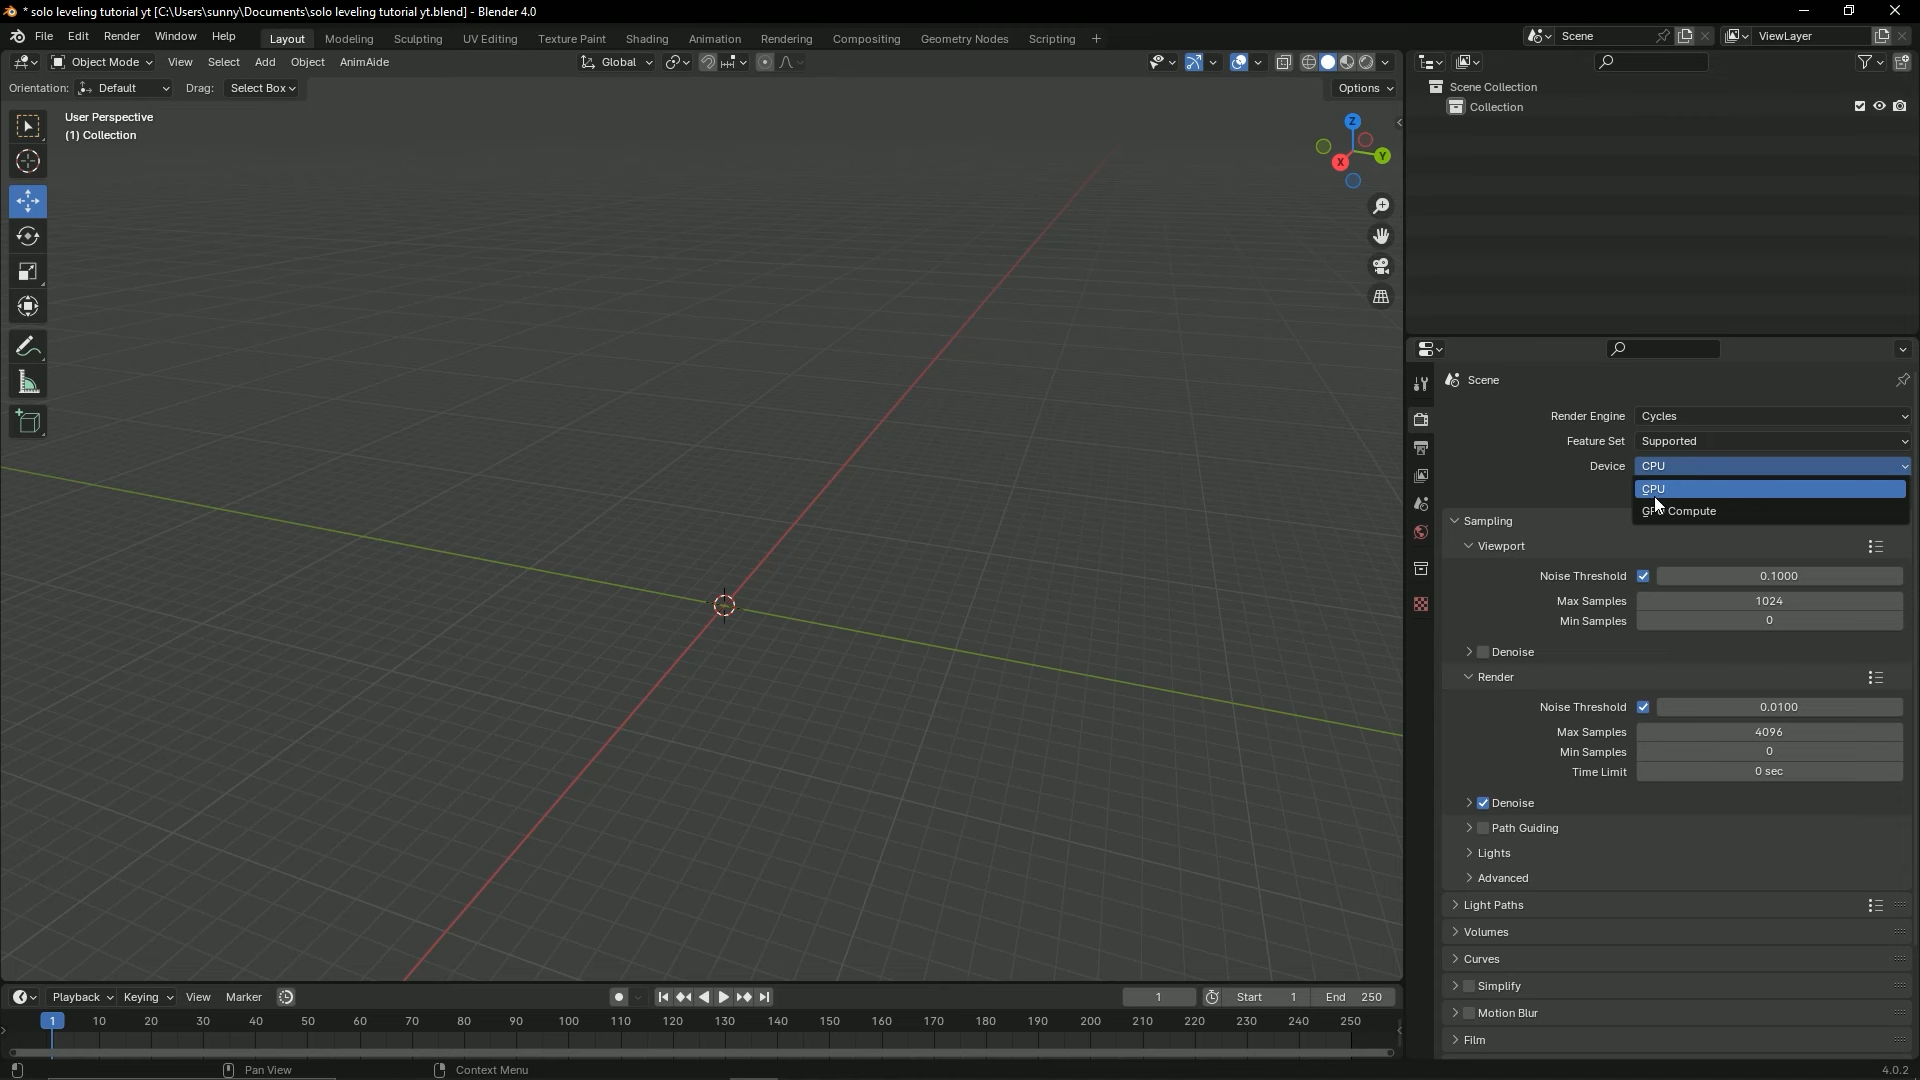 * solo leveling tutorial yt [C:\Users\sunny\Documents\solo leveling tutorial yt.blend] - Blender 4.0
File Edit Render Window Help Layout Modeling Sculpting UV Editing Texture Paint Shading Animation Rendering Compositing Geometry Nodes Scripting + Scene ViewLayer
Object Mode View Select Add Object AnimAide Global
Orientation: Default Drag: Select Box Options
Scene Collection
Collection
User Perspective
(1) Collection
Z
Y
X
Scene
Render Engine Cycles
Feature Set Supported
Device CPU
CPU
Compute
Sampling
Viewport
Noise Threshold 0.1000
Max Samples 1024
Min Samples 0
Denoise
Render
Noise Threshold 0.0100
Max Samples 4096
Min Samples 0
Time Limit 0 sec
Denoise
Path Guiding
Lights
Advanced
Light Paths
Volumes
Curves
Simplify
Motion Blur
Film
Playback Keying View Marker 1 Start 1 End 250
1 10 20 30 40 50 60 70 80 90 100 110 120 130 140 150 160 170 180 190 200 210 220 230 240 250
Pan View Context Menu 4.0.2